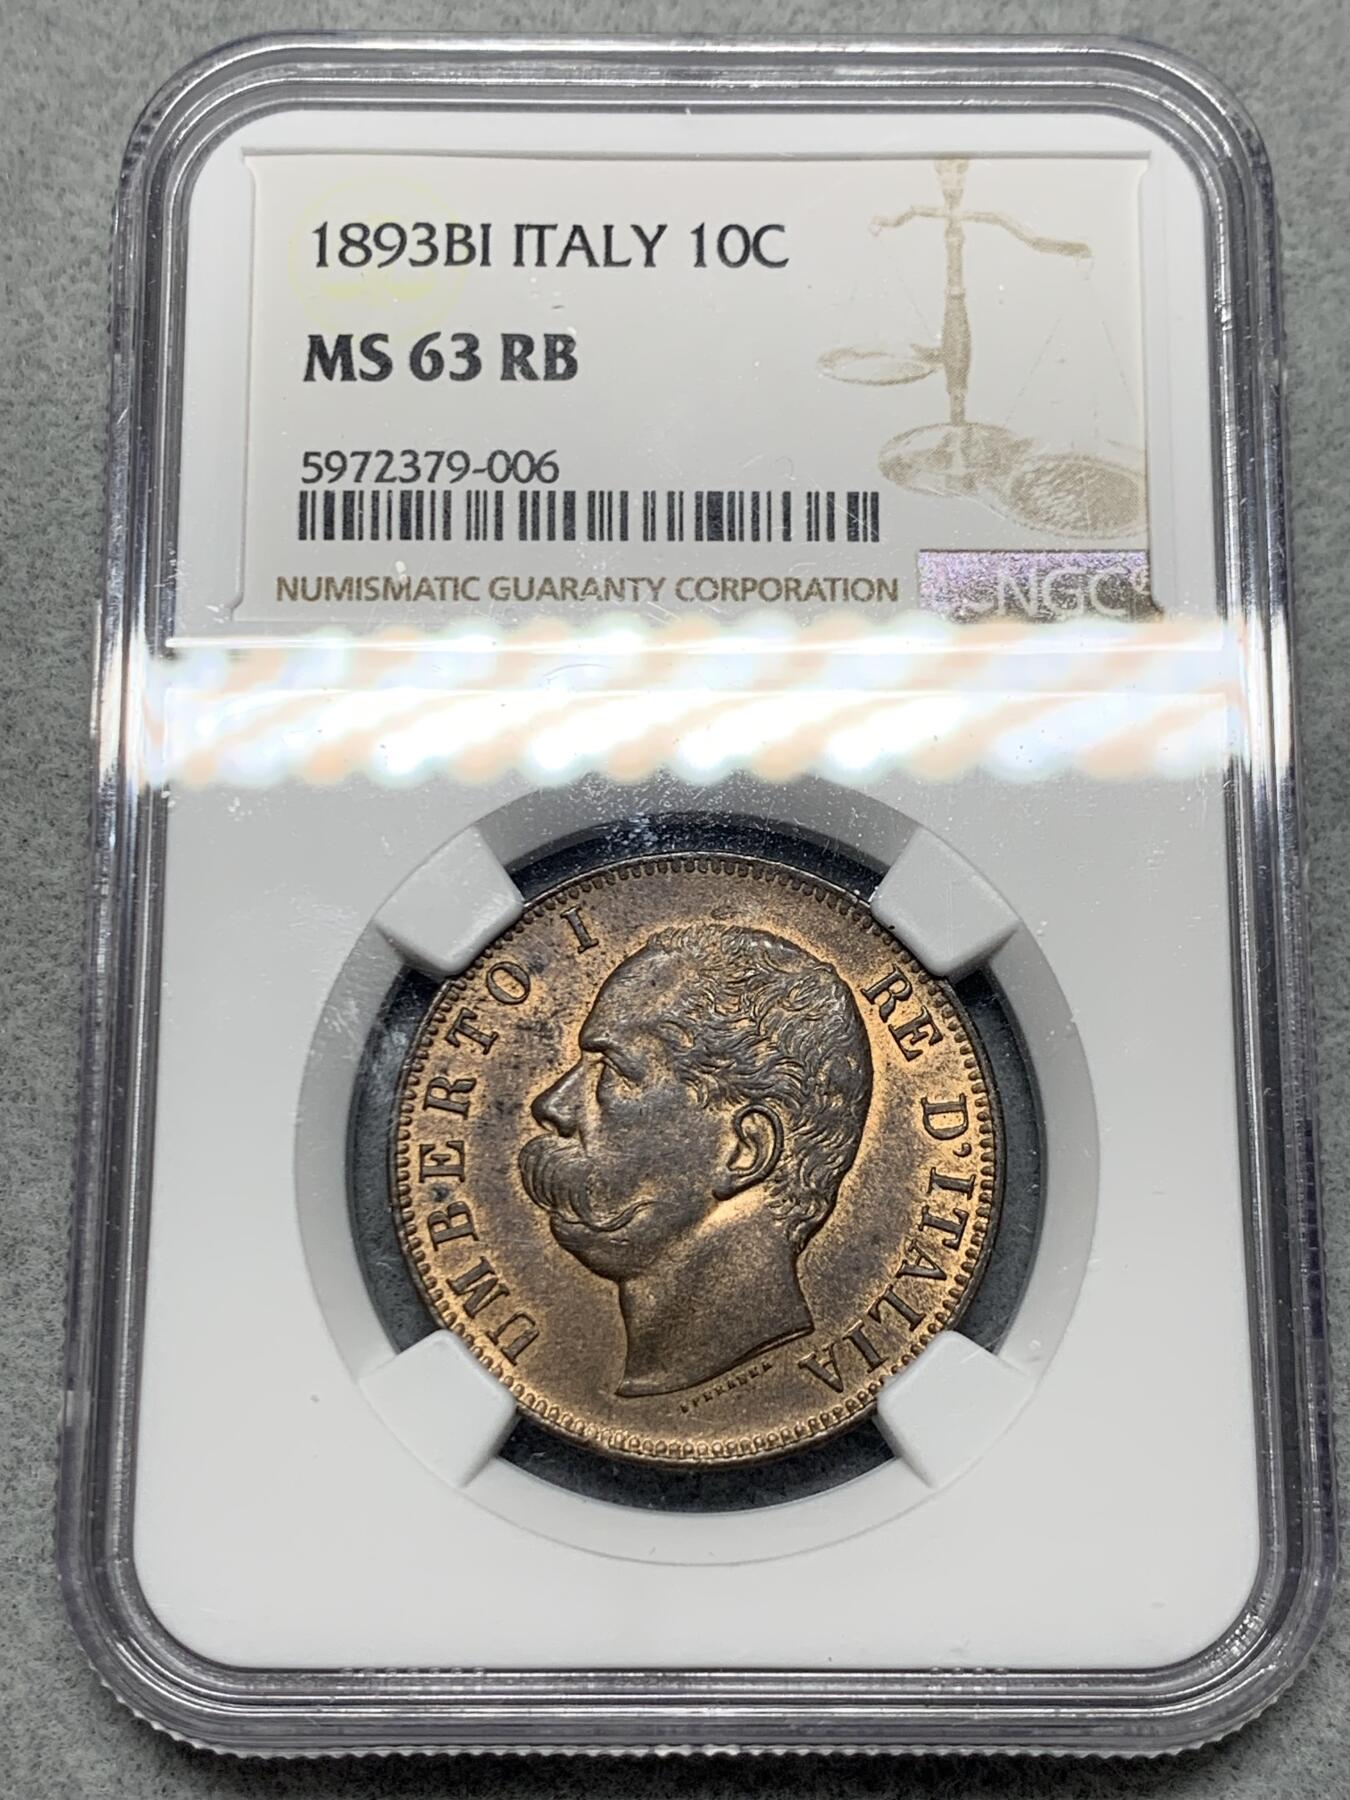 1893BI ITALY 10C
MS 63 RB
5972379-006
NUMISMATIC GUARANTY CORPORATION
NGC
UMBERTO I RE D'ITALIA